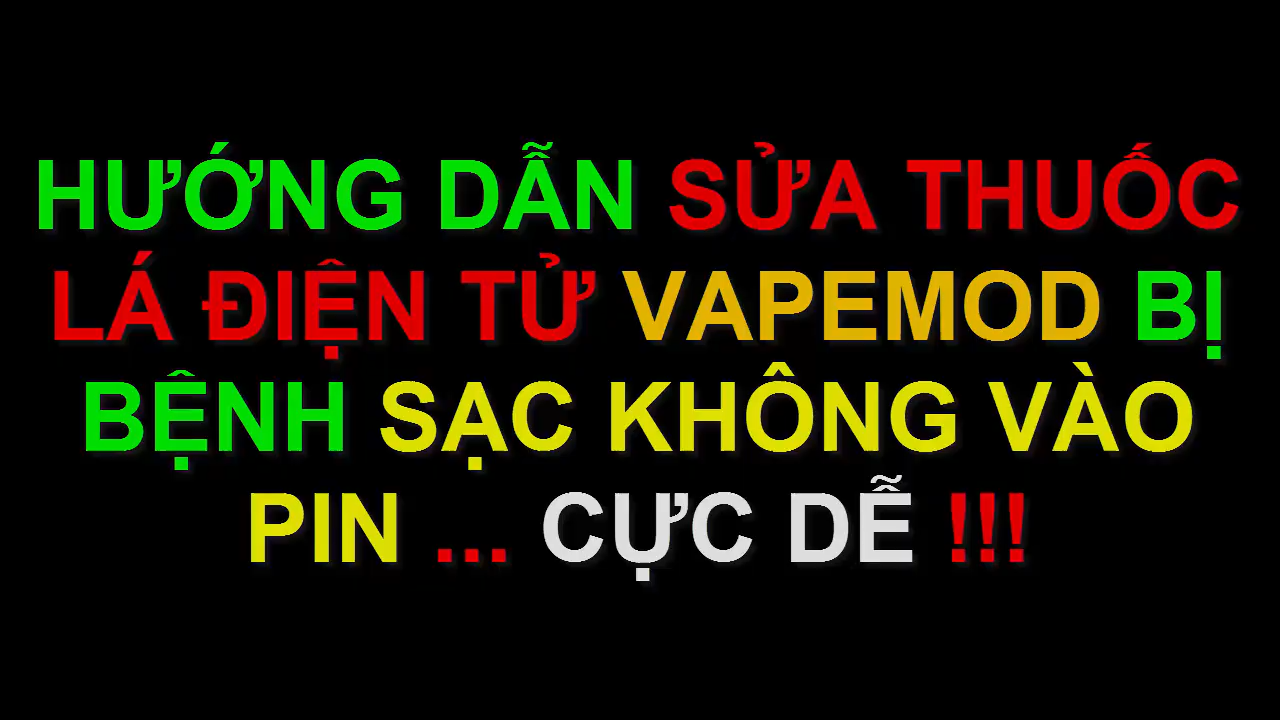 HƯỚNG DẪN SỬA THUỐC
LÁ ĐIỆN TỬ VAPEMOD BỊ
BỆNH SẠC KHÔNG VÀO
PIN ... CỰC DỄ !!!